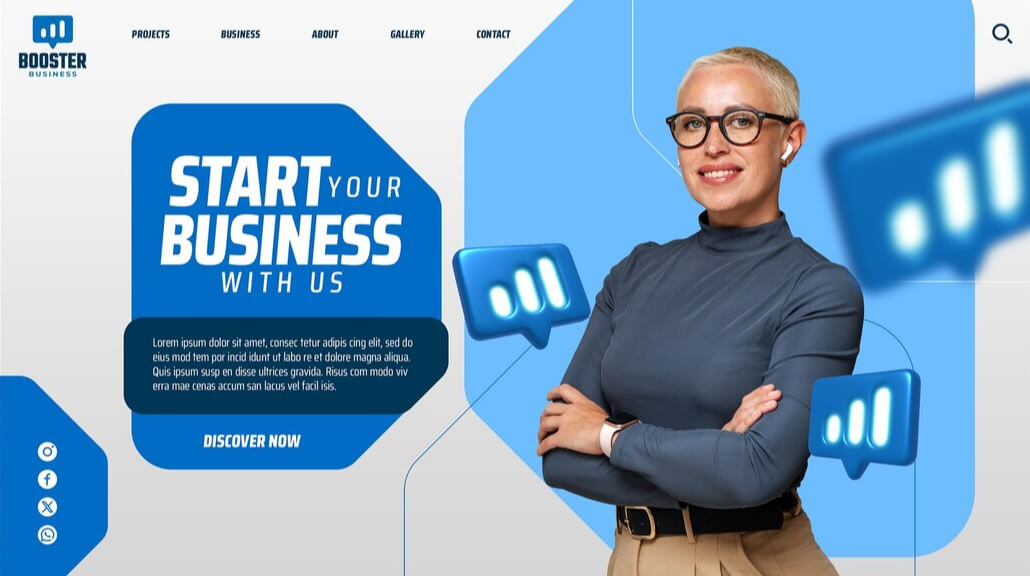 BOOSTER
BUSINESS
PROJECTS
BUSINESS
ABOUT
GALLERY
CONTACT
START YOUR
BUSINESS
WITH US
Lorem ipsum dolor sit amet, consec tetur adipis cing elit, sed do
eius mod tem por incid idunt ut labo re et dolore magna aliqua.
Quis ipsum susp en disse ultrices gravida. Risus com modo viv
erra mae cenas accum san lacus vel facil isis.
DISCOVER NOW